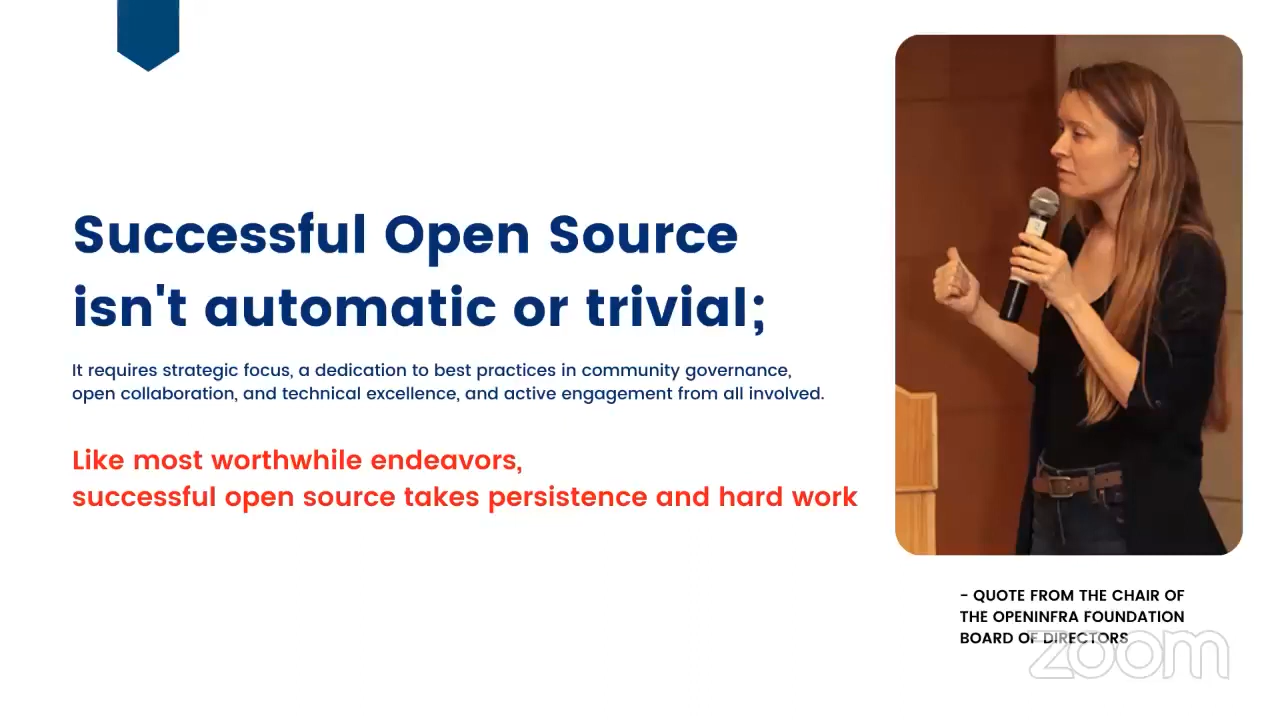 Successful Open Source
isn't automatic or trivial;
It requires strategic focus, a dedication to best practices in community governance,
open collaboration, and technical excellence, and active engagement from all involved.
Like most worthwhile endeavors,
successful open source takes persistence and hard work
- QUOTE FROM THE CHAIR OF
THE OPENINFRA FOUNDATION
BOARD OF DIRECTORS
zoom